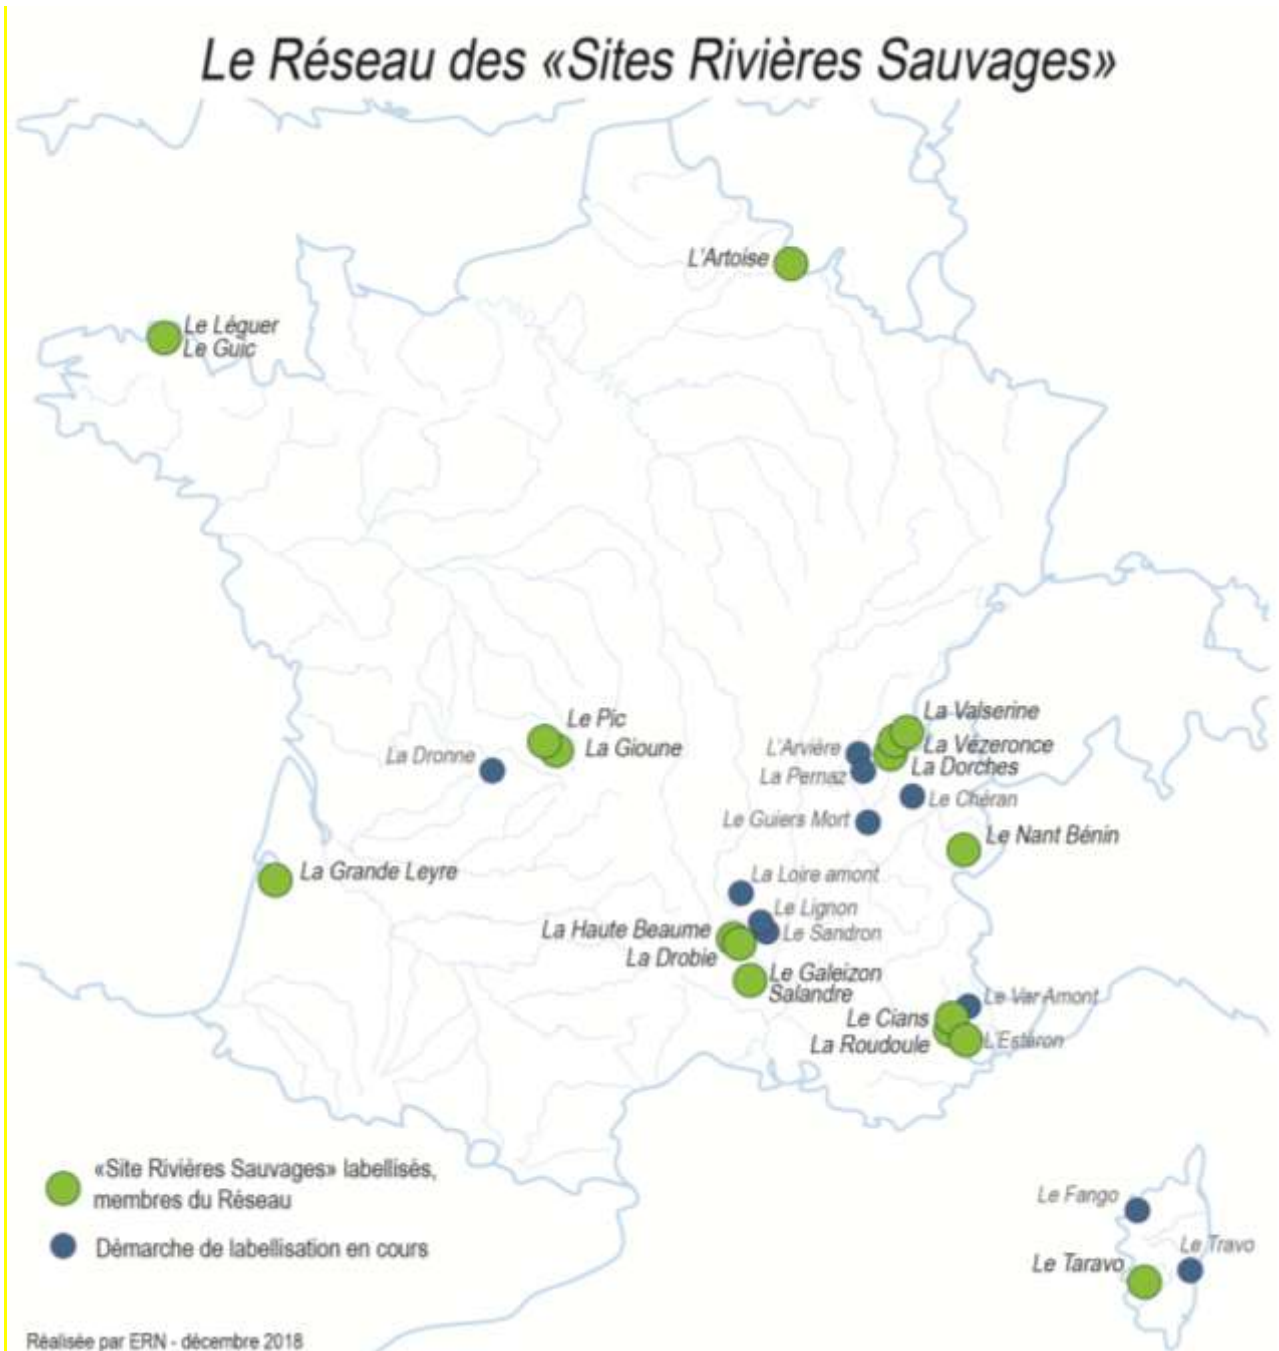 Le Réseau des «Sites Rivières Sauvages»
L'Artoise
Le Léguer
Le Guic
La Valserine
Le Pic
La Gioune
La Vézeronce
L'Arvière
La Dronne
La Dorches
La Pernaz
Le Chéran
Le Guiers Mort
Le Nant Bénin
La Grande Leyre
La Loire amont
Le Lignon
La Haute Beaume
Le Sandron
La Drobie
Le Galeizon
Salandre
Le Var Amont
Le Cians
L'Estéron
La Roudoule
«Site Rivières Sauvages» labellisés,
membres du Réseau
Démarche de labellisation en cours
Le Fango
Le Travo
Le Taravo
Réalisée par ERN - décembre 2018